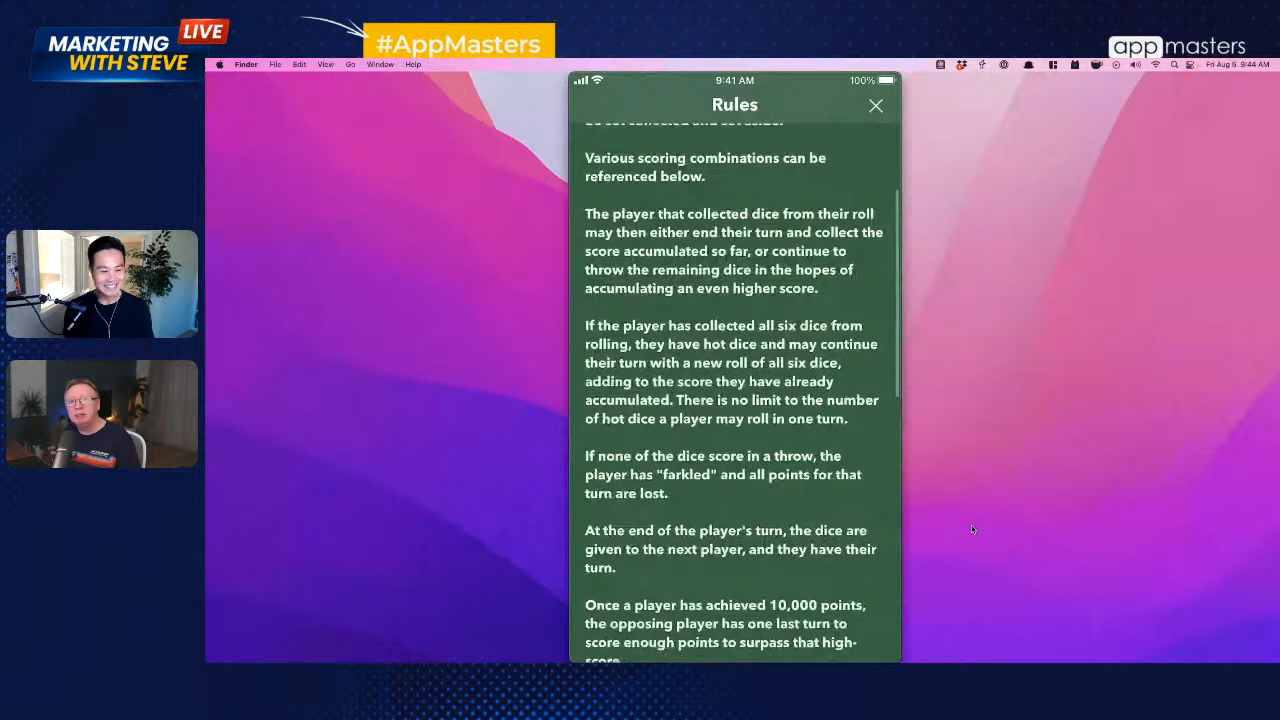 MARKETING LIVE
WITH STEVE
#AppMasters
appmasters
Finder File Edit View Go Window Help
Fri Aug 5 9:44 AM
9:41 AM
100%
Rules
Various scoring combinations can be
referenced below.
The player that collected dice from their roll
may then either end their turn and collect the
score accumulated so far, or continue to
throw the remaining dice in the hopes of
accumulating an even higher score.
If the player has collected all six dice from
rolling, they have hot dice and may continue
their turn with a new roll of all six dice,
adding to the score they have already
accumulated. There is no limit to the number
of hot dice a player may roll in one turn.
If none of the dice score in a throw, the
player has "farkled" and all points for that
turn are lost.
At the end of the player's turn, the dice are
given to the next player, and they have their
turn.
Once a player has achieved 10,000 points,
the opposing player has one last turn to
score enough points to surpass that high-
score.